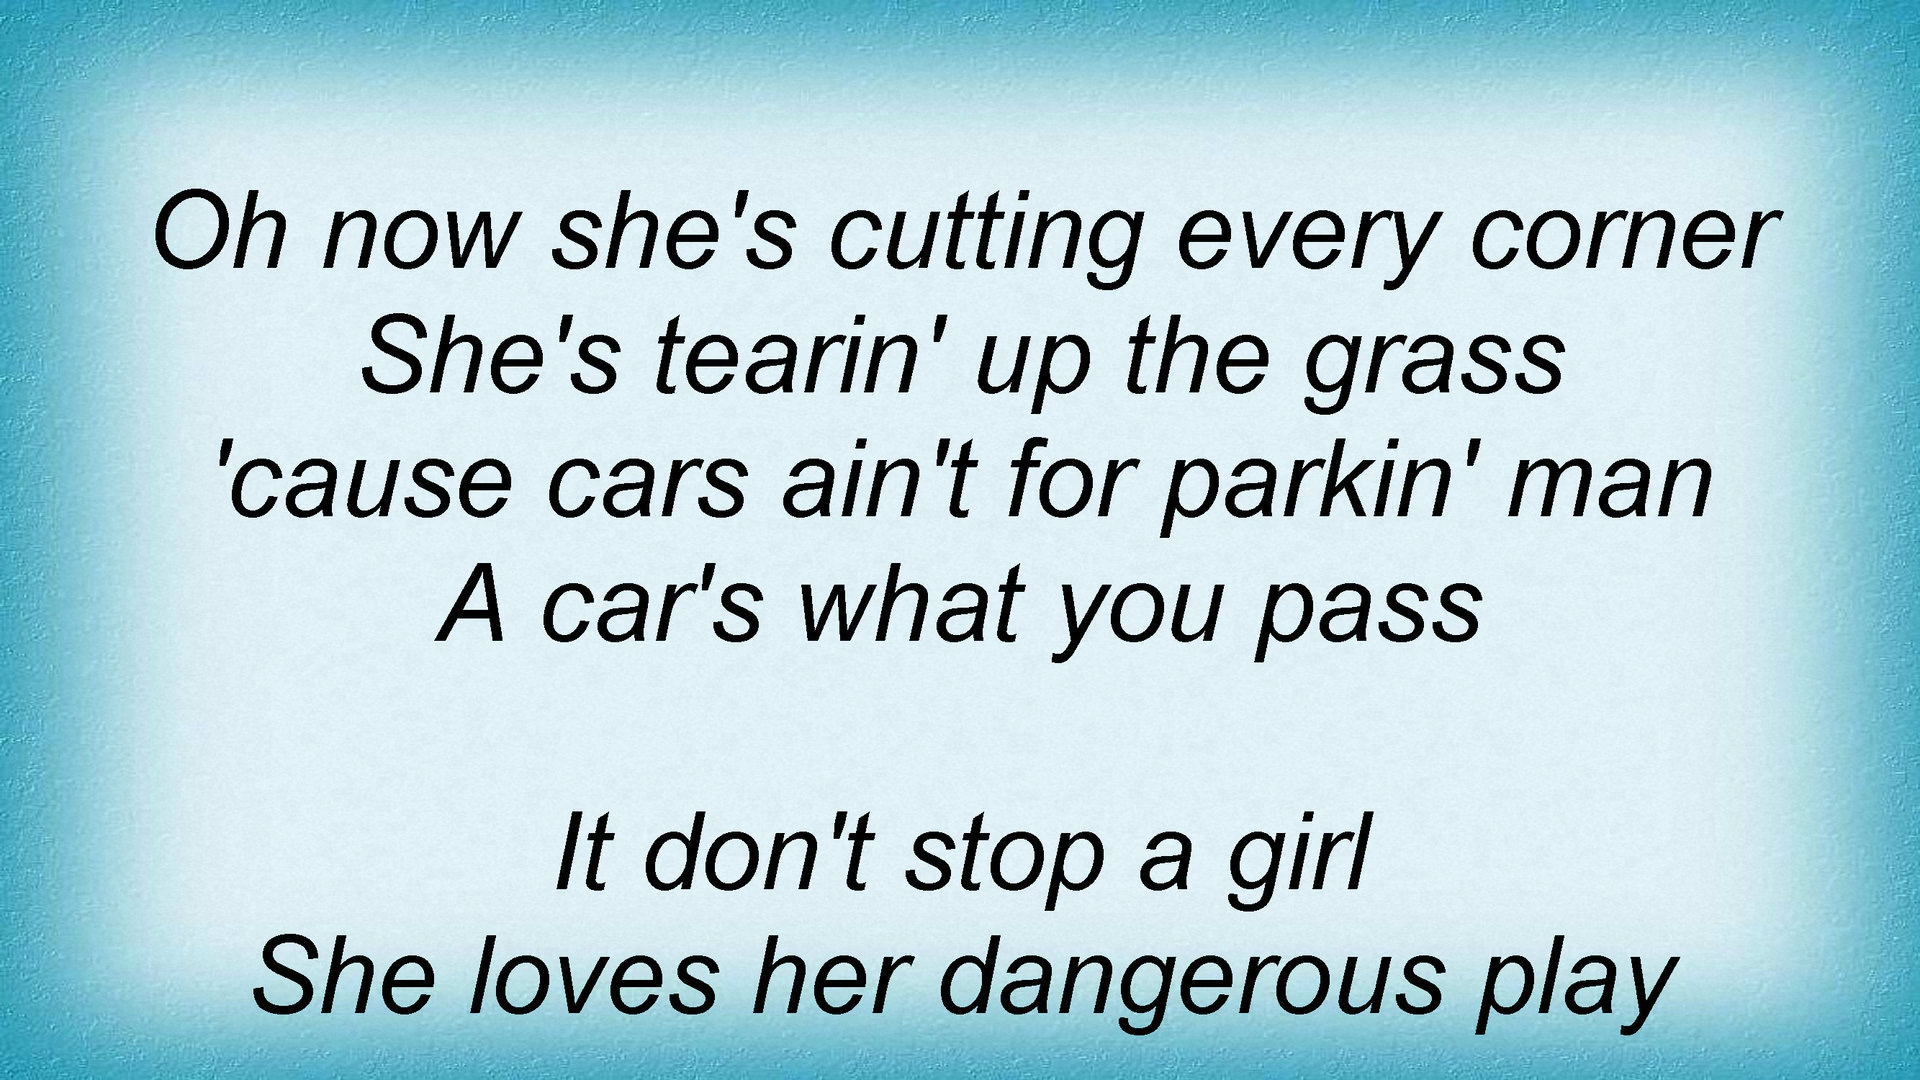 Oh now she's cutting every corner
She's tearin' up the grass
'cause cars ain't for parkin' man
A car's what you pass
It don't stop a girl
She loves her dangerous play